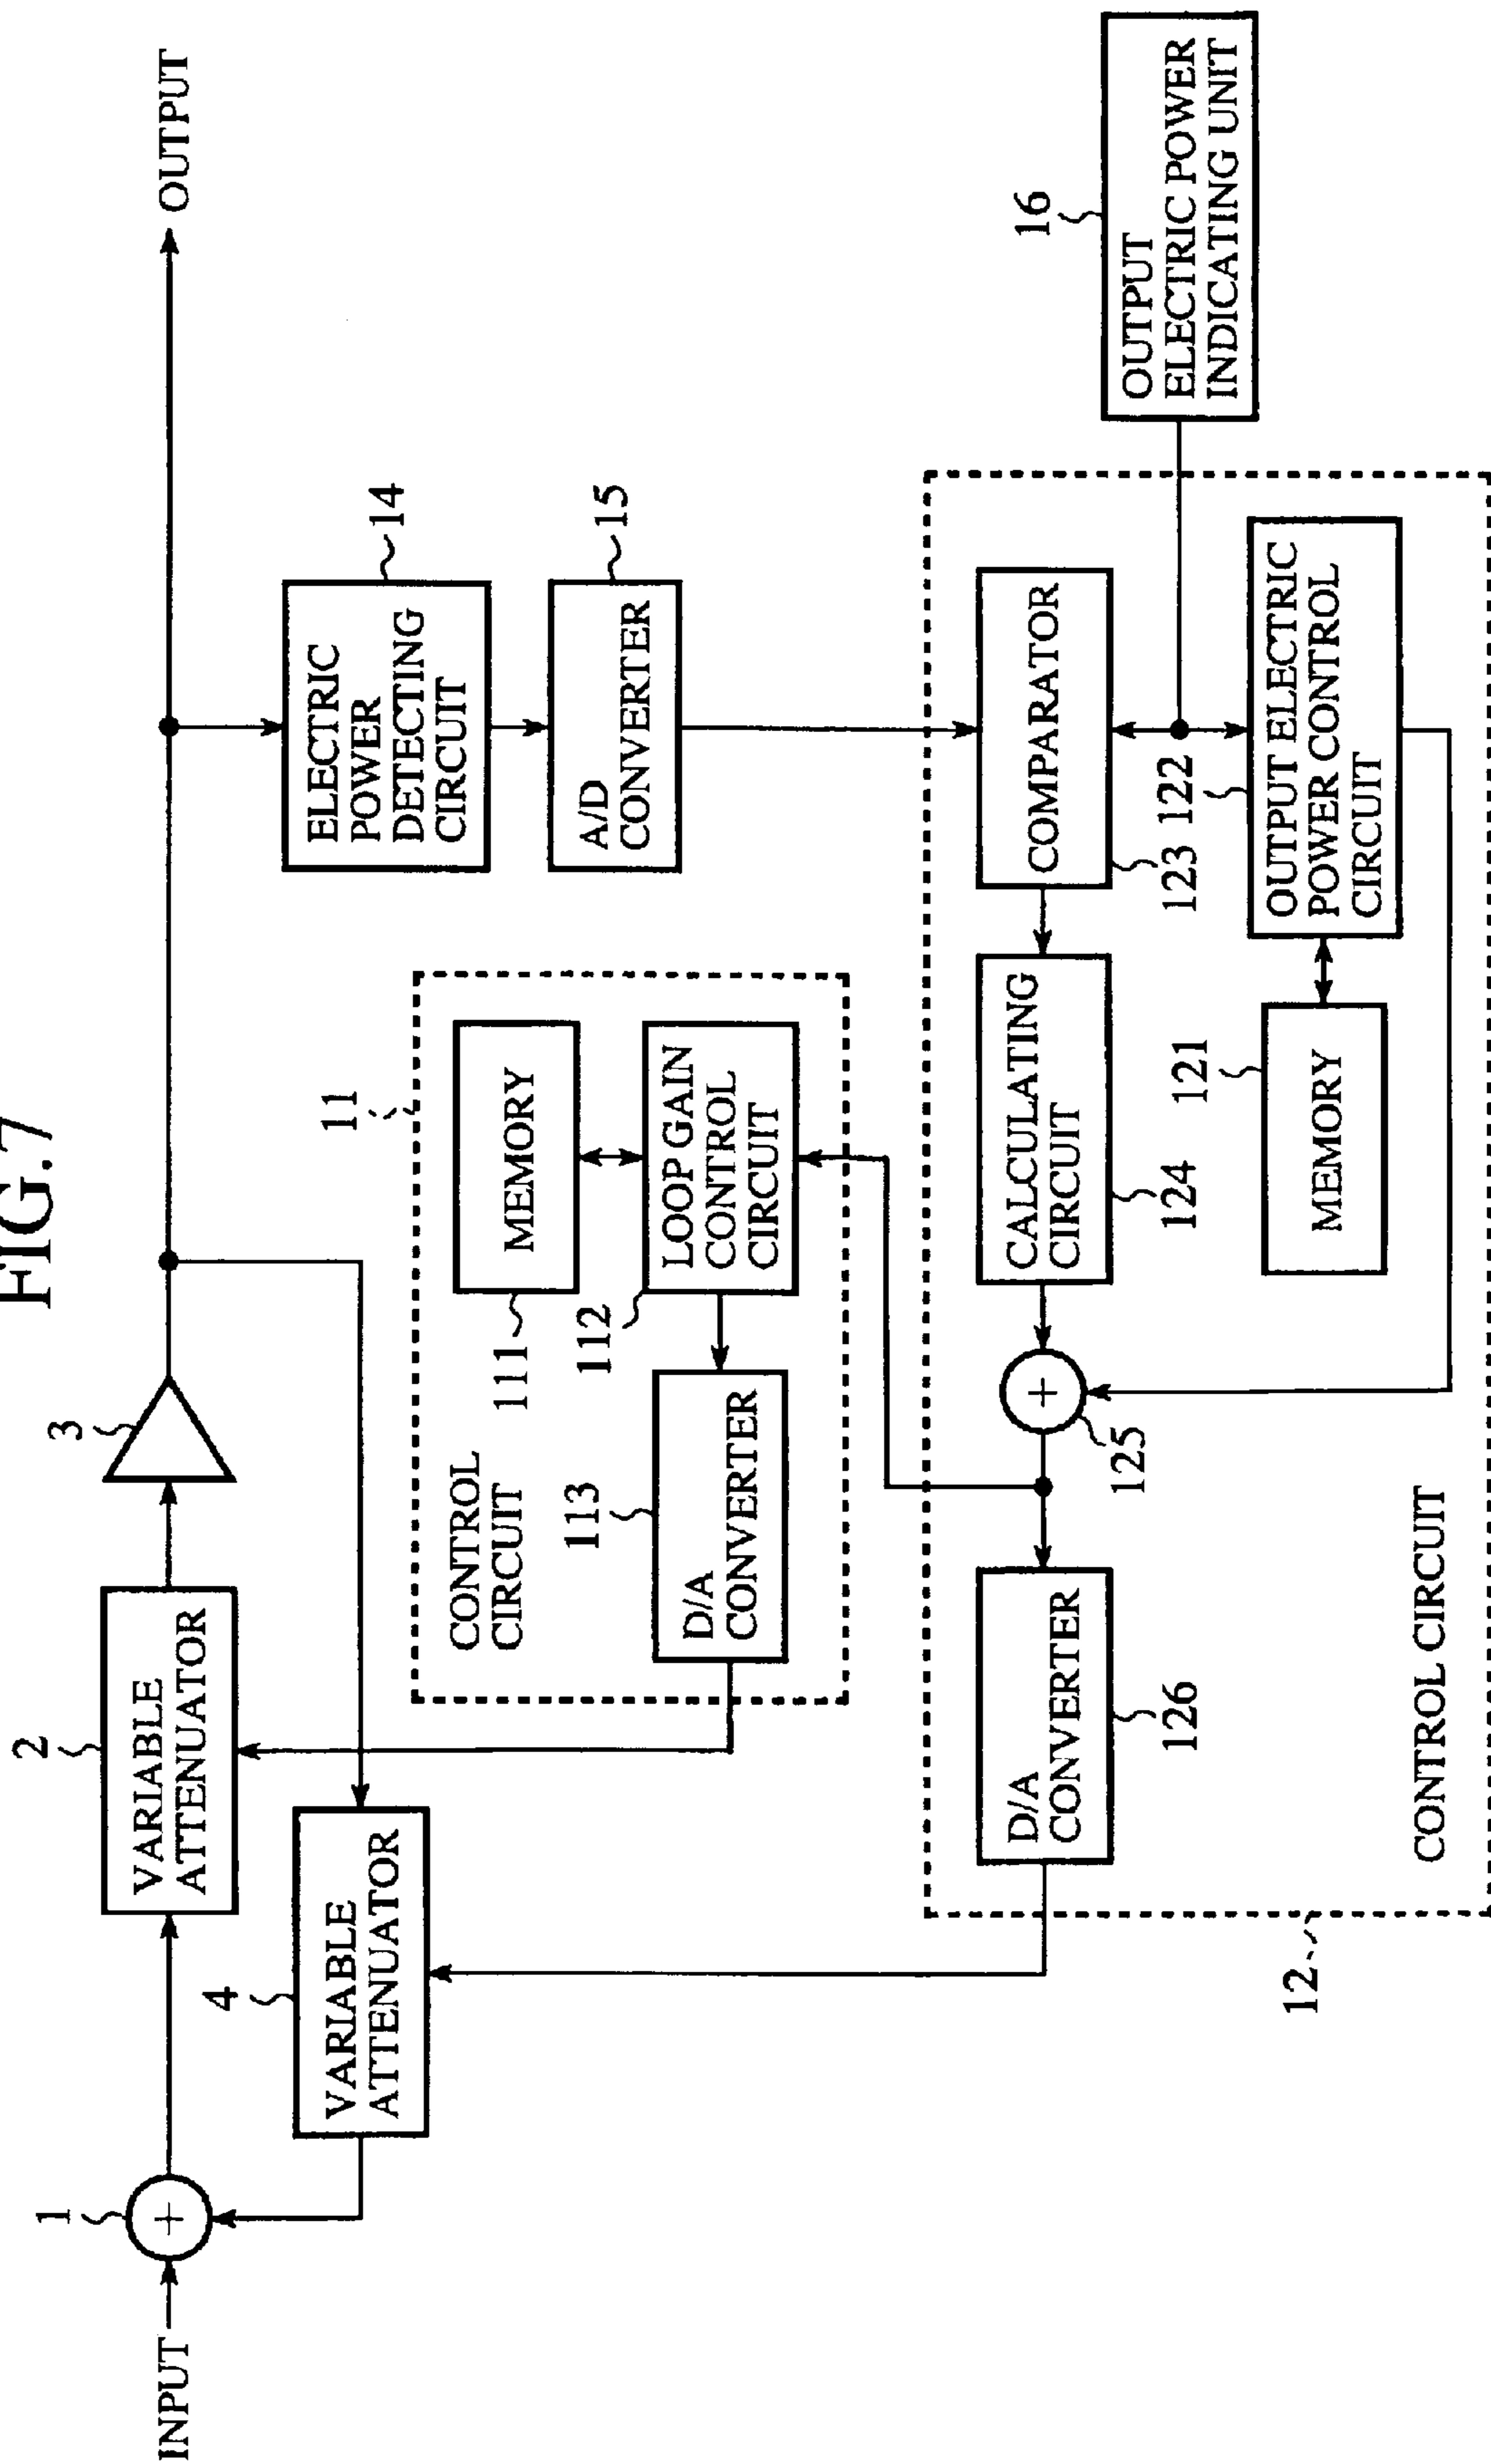 FIG.7
INPUT
1
+
2
VARIABLE
ATTENUATOR
3
OUTPUT
4
VARIABLE
ATTENUATOR
ELECTRIC
POWER
DETECTING
CIRCUIT
14
A/D
CONVERTER
15
11
CONTROL
CIRCUIT
MEMORY
111
LOOP GAIN
CONTROL
CIRCUIT
112
113
D/A
CONVERTER
12
D/A
CONVERTER
126
+
125
CALCULATING
CIRCUIT
124
COMPARATOR
123
122
OUTPUT ELECTRIC
POWER CONTROL
CIRCUIT
121
MEMORY
CONTROL CIRCUIT
16
OUTPUT
ELECTRIC POWER
INDICATING UNIT